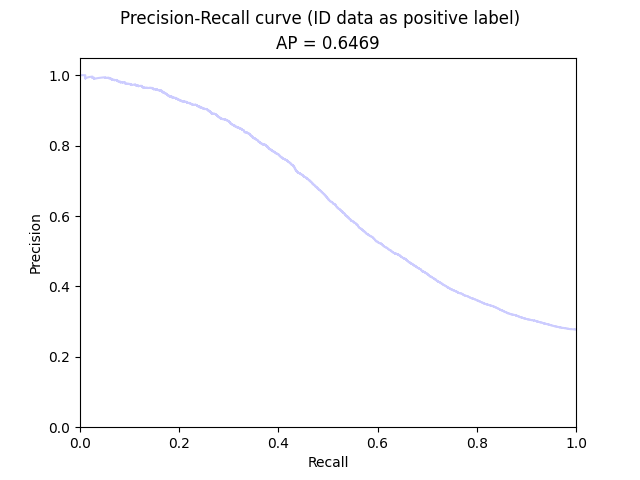 Precision-Recall curve (ID data as positive label)
AP = 0.6469
1.0
0.8
0.6
0.4
0.2
0.0
Precision
0.0 0.2 0.4 0.6 0.8 1.0
Recall